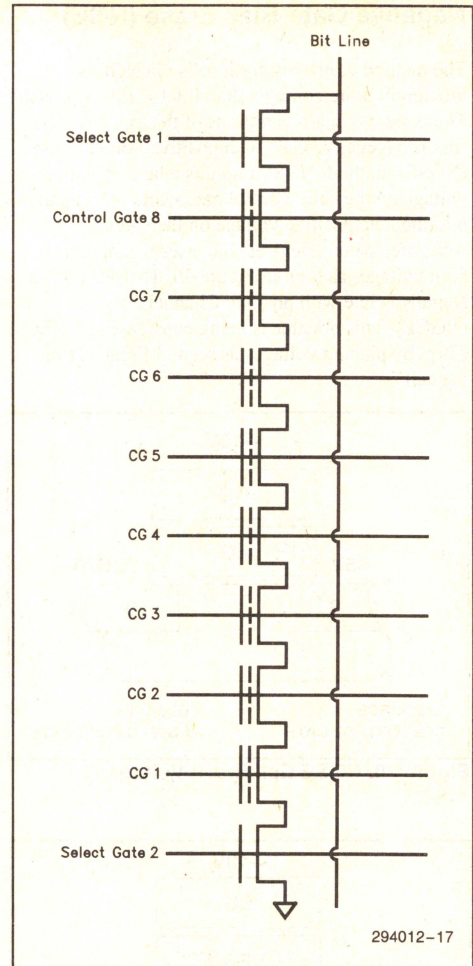 Bit Line
Select Gate 1
Control Gate 8
CG 7
CG 6
CG 5
CG 4
CG 3
CG 2
CG 1
Select Gate 2
294012-17